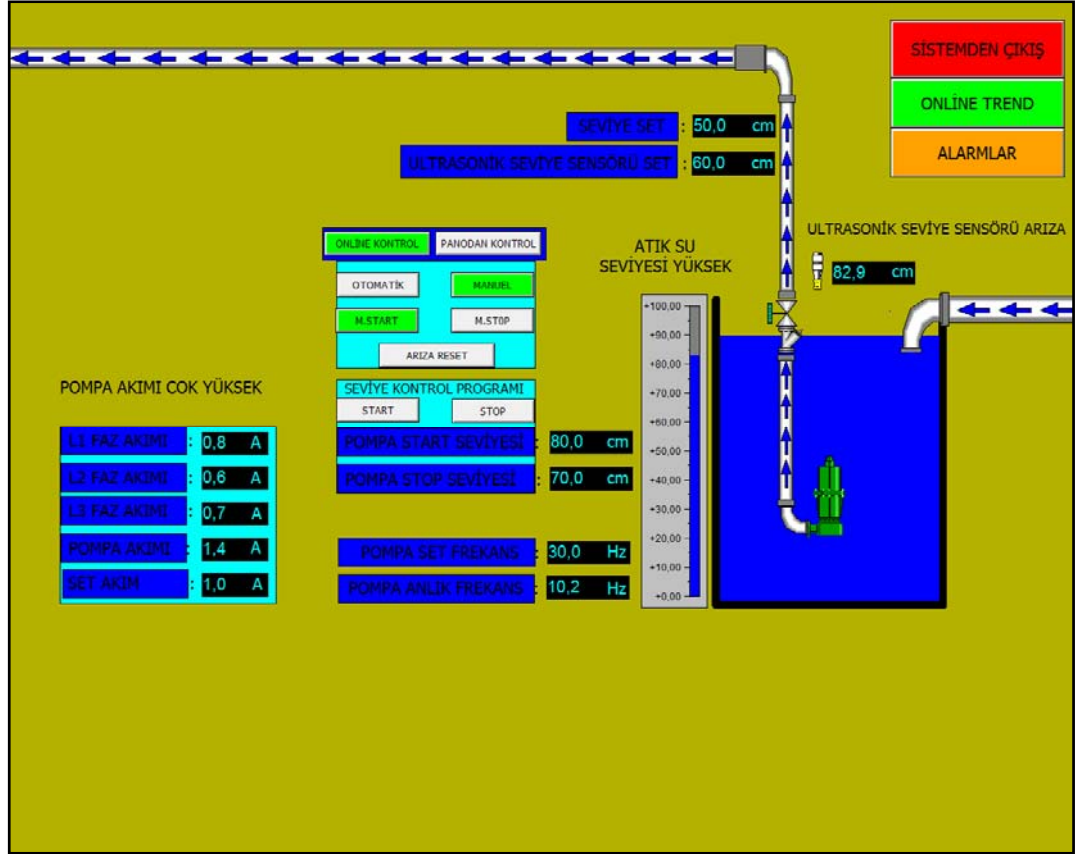 SİSTEMDEN ÇIKIŞ
ONLİNE TREND
ALARMLAR
SEVİYE SET : 50,0 cm
ULTRASONİK SEVİYE SENSÖRÜ SET : 60,0 cm
ULTRASONİK SEVİYE SENSÖRÜ ARIZA
82,9 cm
ONLİNE KONTROL PANODAN KONTROL
OTOMATİK MANUEL
M.START M.STOP
ARIZA RESET
SEVİYE KONTROL PROGRAMI
START STOP
POMPA START SEVİYESİ : 80,0 cm
POMPA STOP SEVİYESİ : 70,0 cm
POMPA SET FREKANS : 30,0 Hz
POMPA ANLIK FREKANS : 10,2 Hz
ATIK SU
SEVİYESİ YÜKSEK
+100,00
+90,00
+80,00
+70,00
+60,00
+50,00
+40,00
+30,00
+20,00
+10,00
+0,00
POMPA AKIMI COK YÜKSEK
L1 FAZ AKIMI : 0,8 A
L2 FAZ AKIMI : 0,6 A
L3 FAZ AKIMI : 0,7 A
POMPA AKIMI : 1,4 A
SET AKIM : 1,0 A